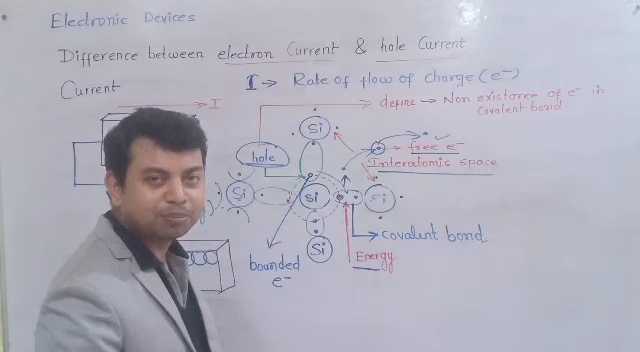 Electronic Devices
Difference between electron Current & hole Current
Current
I → Rate of flow of charge (e⁻)
I
define → Non existance of e⁻ in
Covalent bond
Si
hole
free e⁻
Interatomic space
Si
Si
Si
Si
covalent bond
bounded
e⁻
Energy